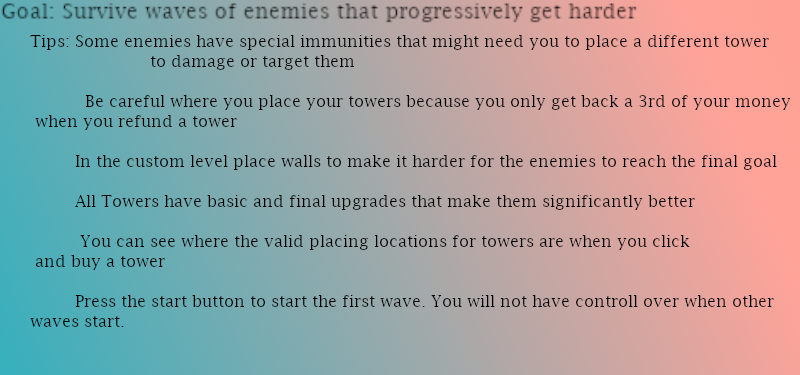 Goal: Survive waves of enemies that progressively get harder
Tips: Some enemies have special immunities that might need you to place a different tower
to damage or target them
Be careful where you place your towers because you only get back a 3rd of your money
when you refund a tower
In the custom level place walls to make it harder for the enemies to reach the final goal
All Towers have basic and final upgrades that make them significantly better
You can see where the valid placing locations for towers are when you click
and buy a tower
Press the start button to start the first wave. You will not have controll over when other
waves start.